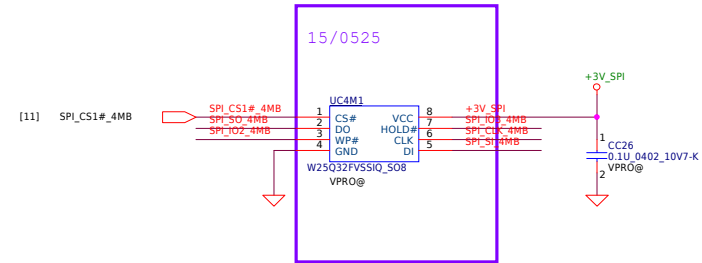 15/0525
+3V_SPI
UC4M1
[11] SPI_CS1#_4MB
SPI_CS1#_4MB 1 CS# VCC 8 +3V_SPI
SPI_SO_4MB 2 DO HOLD# 7 SPI_IO3_4MB
SPI_IO2_4MB 3 WP# CLK 6 SPI_CLK_4MB
4 GND DI 5 SPI_SI_4MB
W25Q32FVSSIQ_SO8
VPRO@
1
CC26
0.1U_0402_10V7-K
VPRO@
2